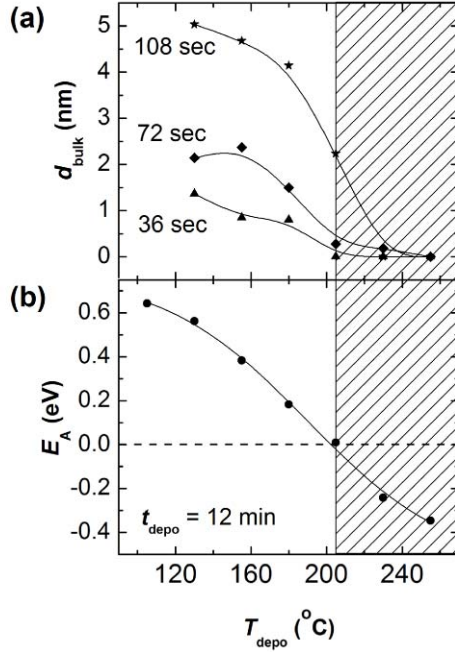 (a)
5
4
3
2
1
0
d_bulk (nm)
108 sec
72 sec
36 sec
(b)
0.6
0.4
0.2
0.0
-0.2
-0.4
E_A (eV)
t_depo = 12 min
120 160 200 240
T_depo (°C)